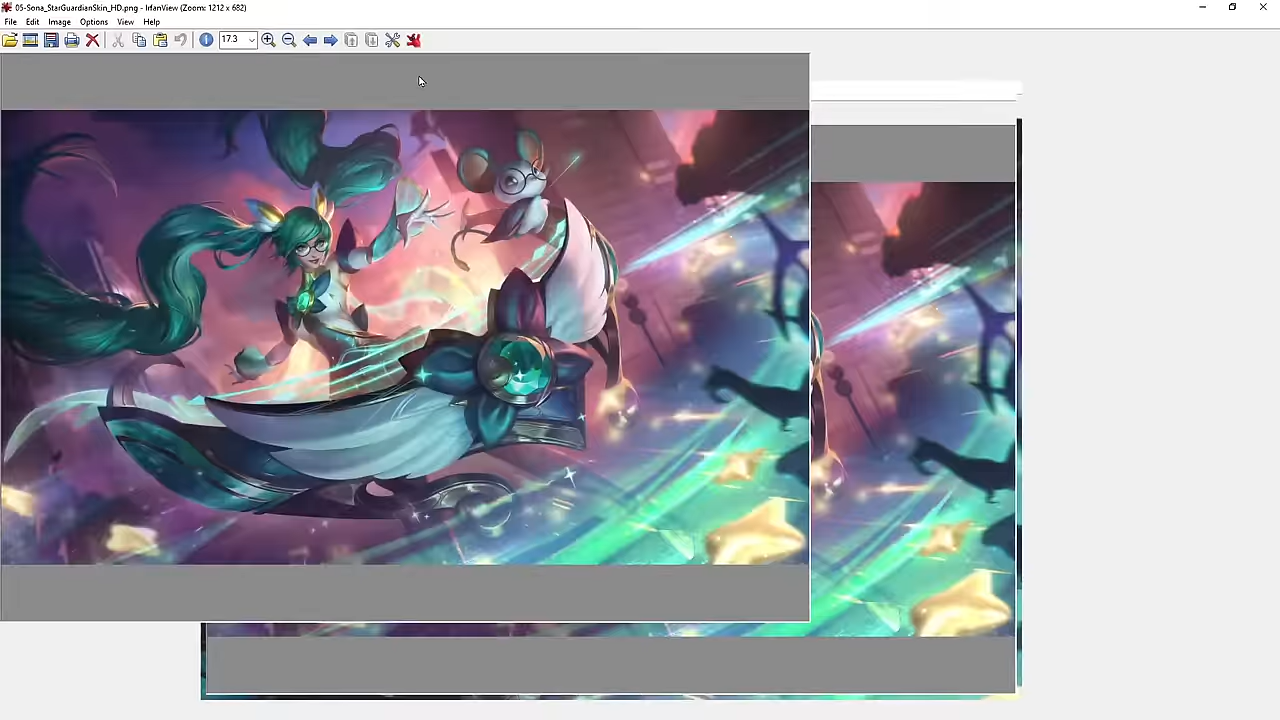 05-Sona_StarGuardianSkin_HD.png - IrfanView (Zoom: 1212 x 682)
File Edit Image Options View Help
17.3